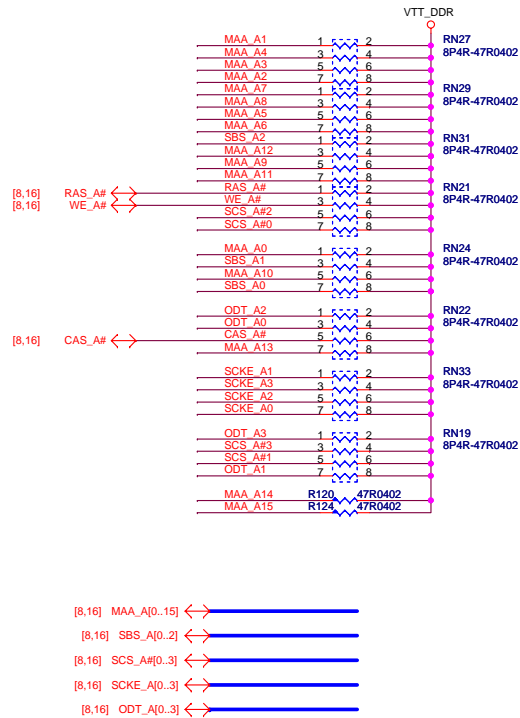 VTT_DDR
MAA_A1 1 2 RN27
MAA_A4 3 4 8P4R-47R0402
MAA_A3 5 6
MAA_A2 7 8
MAA_A7 1 2 RN29
MAA_A8 3 4 8P4R-47R0402
MAA_A5 5 6
MAA_A6 7 8
SBS_A2 1 2 RN31
MAA_A12 3 4 8P4R-47R0402
MAA_A9 5 6
MAA_A11 7 8
[8,16] RAS_A# RAS_A# 1 2 RN21
[8,16] WE_A# WE_A# 3 4 8P4R-47R0402
SCS_A#2 5 6
SCS_A#0 7 8
MAA_A0 1 2 RN24
SBS_A1 3 4 8P4R-47R0402
MAA_A10 5 6
SBS_A0 7 8
ODT_A2 1 2 RN22
ODT_A0 3 4 8P4R-47R0402
[8,16] CAS_A# CAS_A# 5 6
MAA_A13 7 8
SCKE_A1 1 2 RN33
SCKE_A3 3 4 8P4R-47R0402
SCKE_A2 5 6
SCKE_A0 7 8
ODT_A3 1 2 RN19
SCS_A#3 3 4 8P4R-47R0402
SCS_A#1 5 6
ODT_A1 7 8
MAA_A14 R120 47R0402
MAA_A15 R124 47R0402
[8,16] MAA_A[0..15]
[8,16] SBS_A[0..2]
[8,16] SCS_A#[0..3]
[8,16] SCKE_A[0..3]
[8,16] ODT_A[0..3]